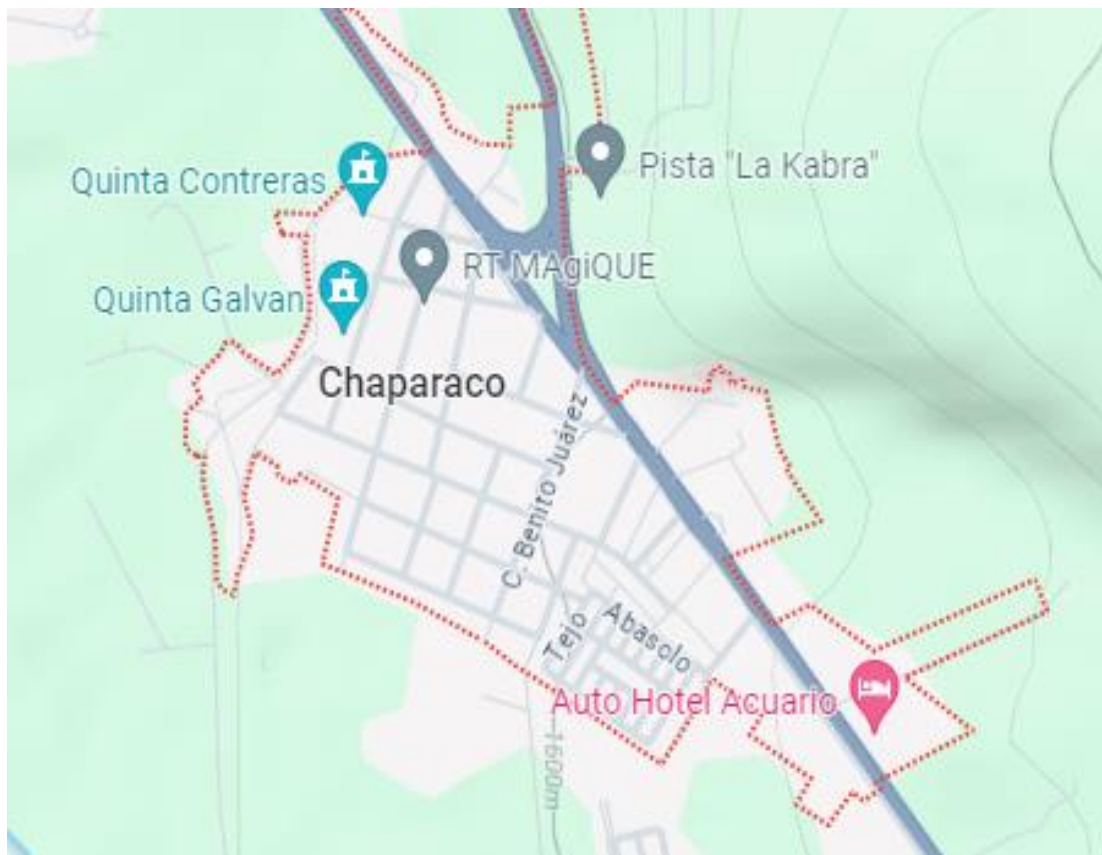 Quinta Contreras
Pista "La Kabra"
RT MAgiQUE
Quinta Galvan
Chaparaco
C. Benito Juárez
Abasolo
Tejo
Auto Hotel Acuario
1600m